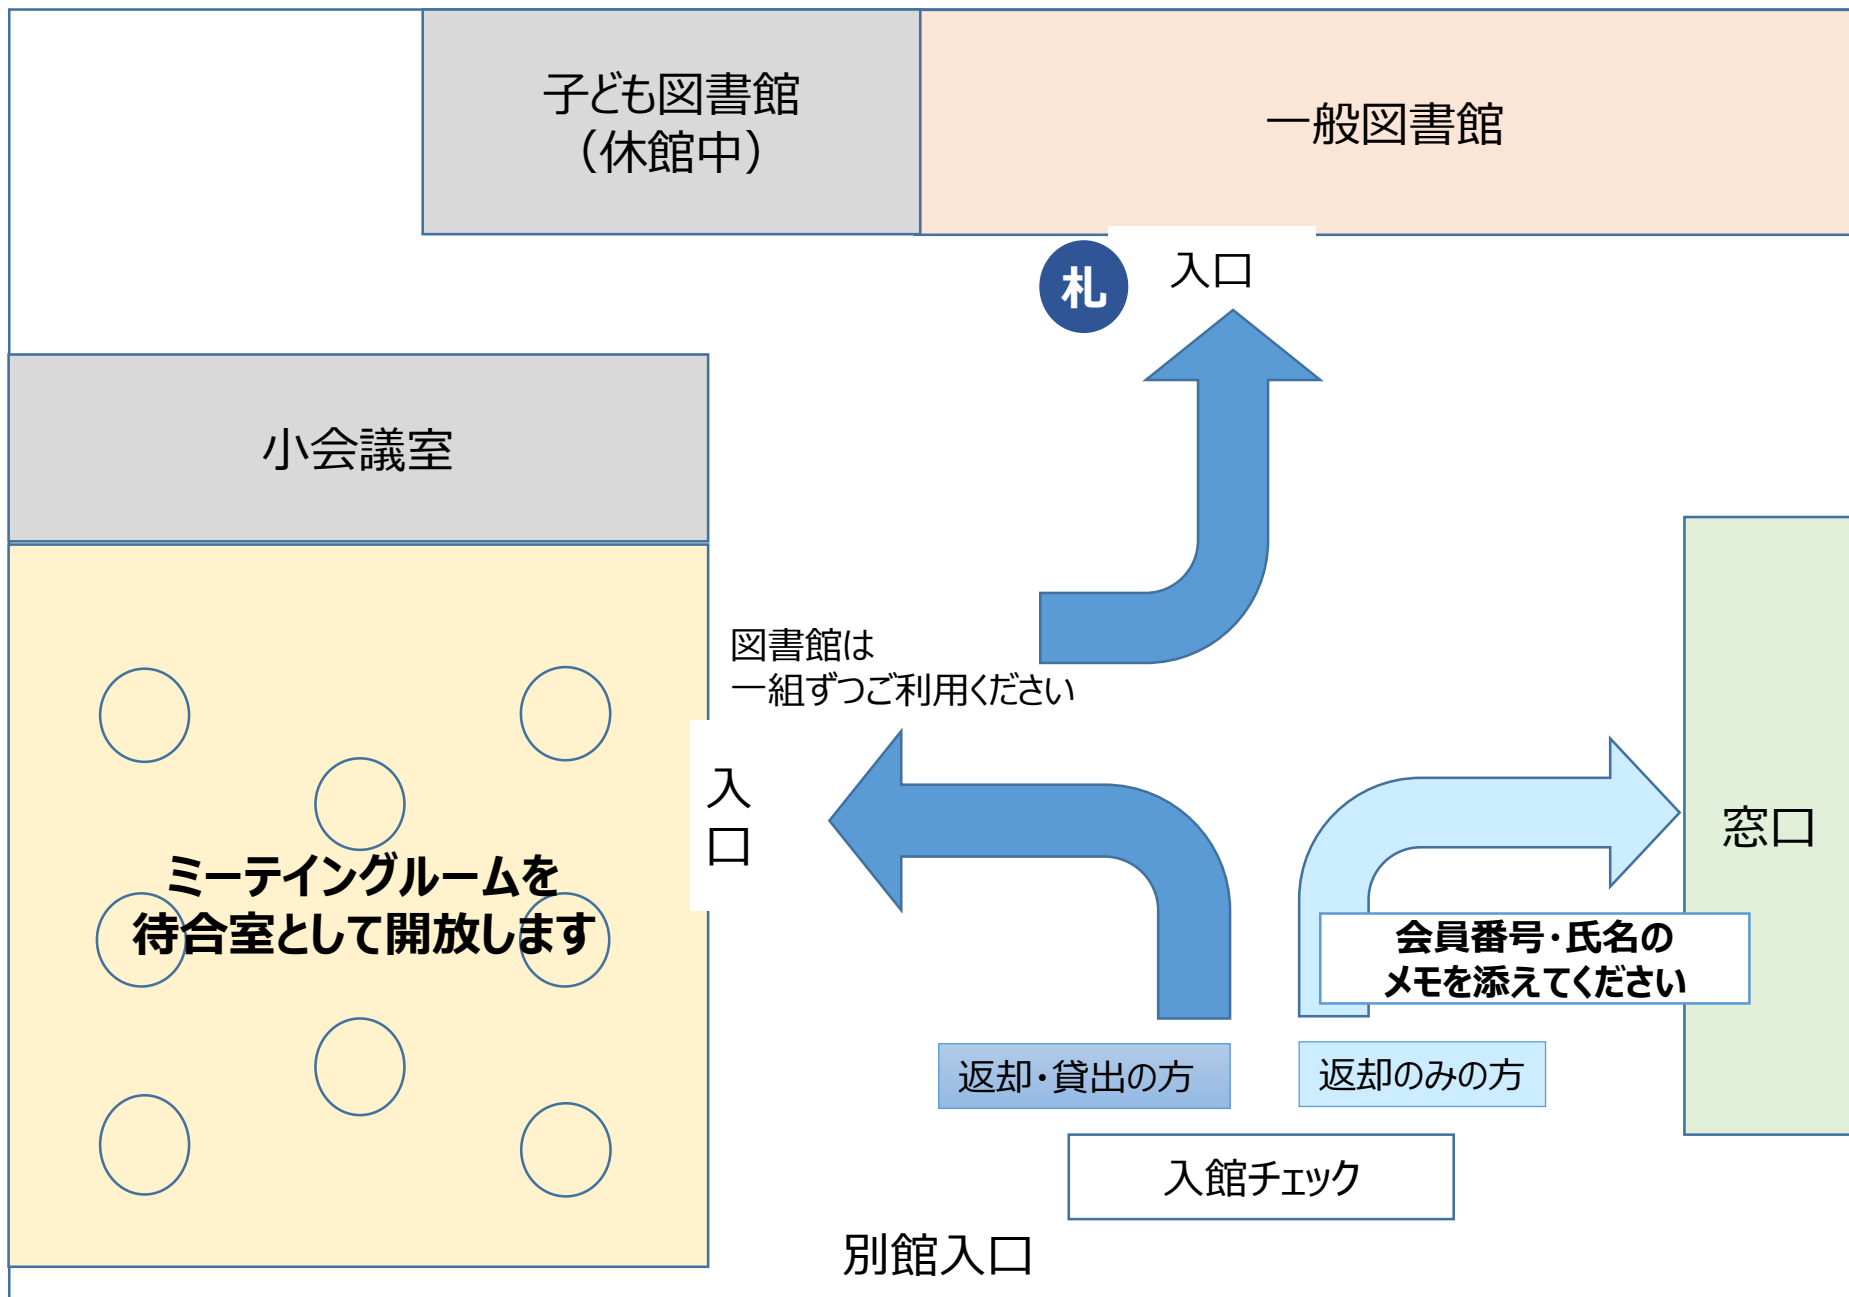 子ども図書館
（休館中）
一般図書館
札
入口
小会議室
図書館は
一組ずつご利用ください
入
口
窓口
ミーテイングルームを
待合室として開放します
会員番号・氏名の
メモを添えてください
返却・貸出の方
返却のみの方
入館チェック
別館入口